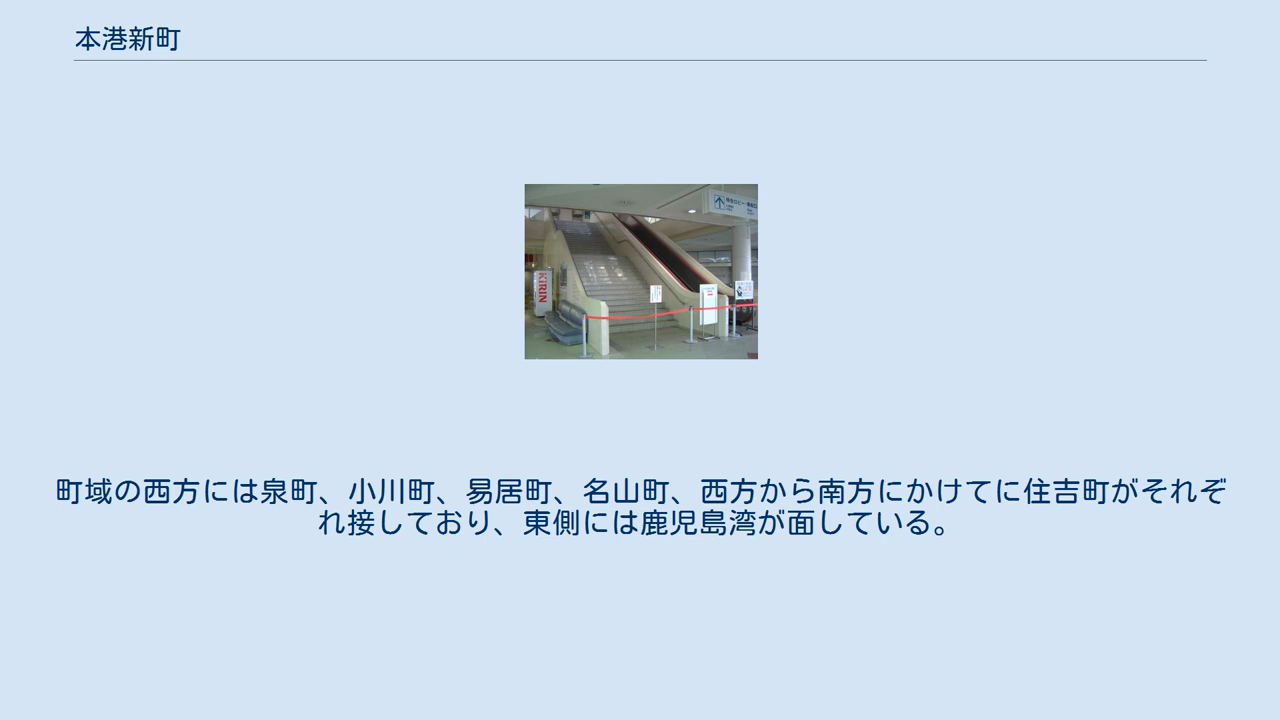 本港新町
KIRIN
町域の西方には泉町、小川町、易居町、名山町、西方から南方にかけてに住吉町がそれぞ
れ接しており、東側には鹿児島湾が面している。